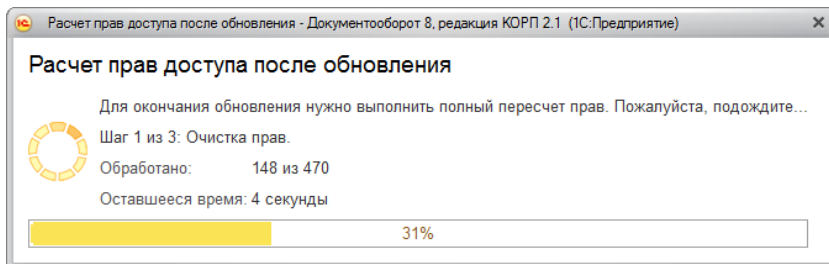 1С Расчет прав доступа после обновления - Документооборот 8, редакция КОРП 2.1 (1С:Предприятие)
Расчет прав доступа после обновления
Для окончания обновления нужно выполнить полный пересчет прав. Пожалуйста, подождите...
Шаг 1 из 3: Очистка прав.
Обработано: 148 из 470
Оставшееся время: 4 секунды
31%